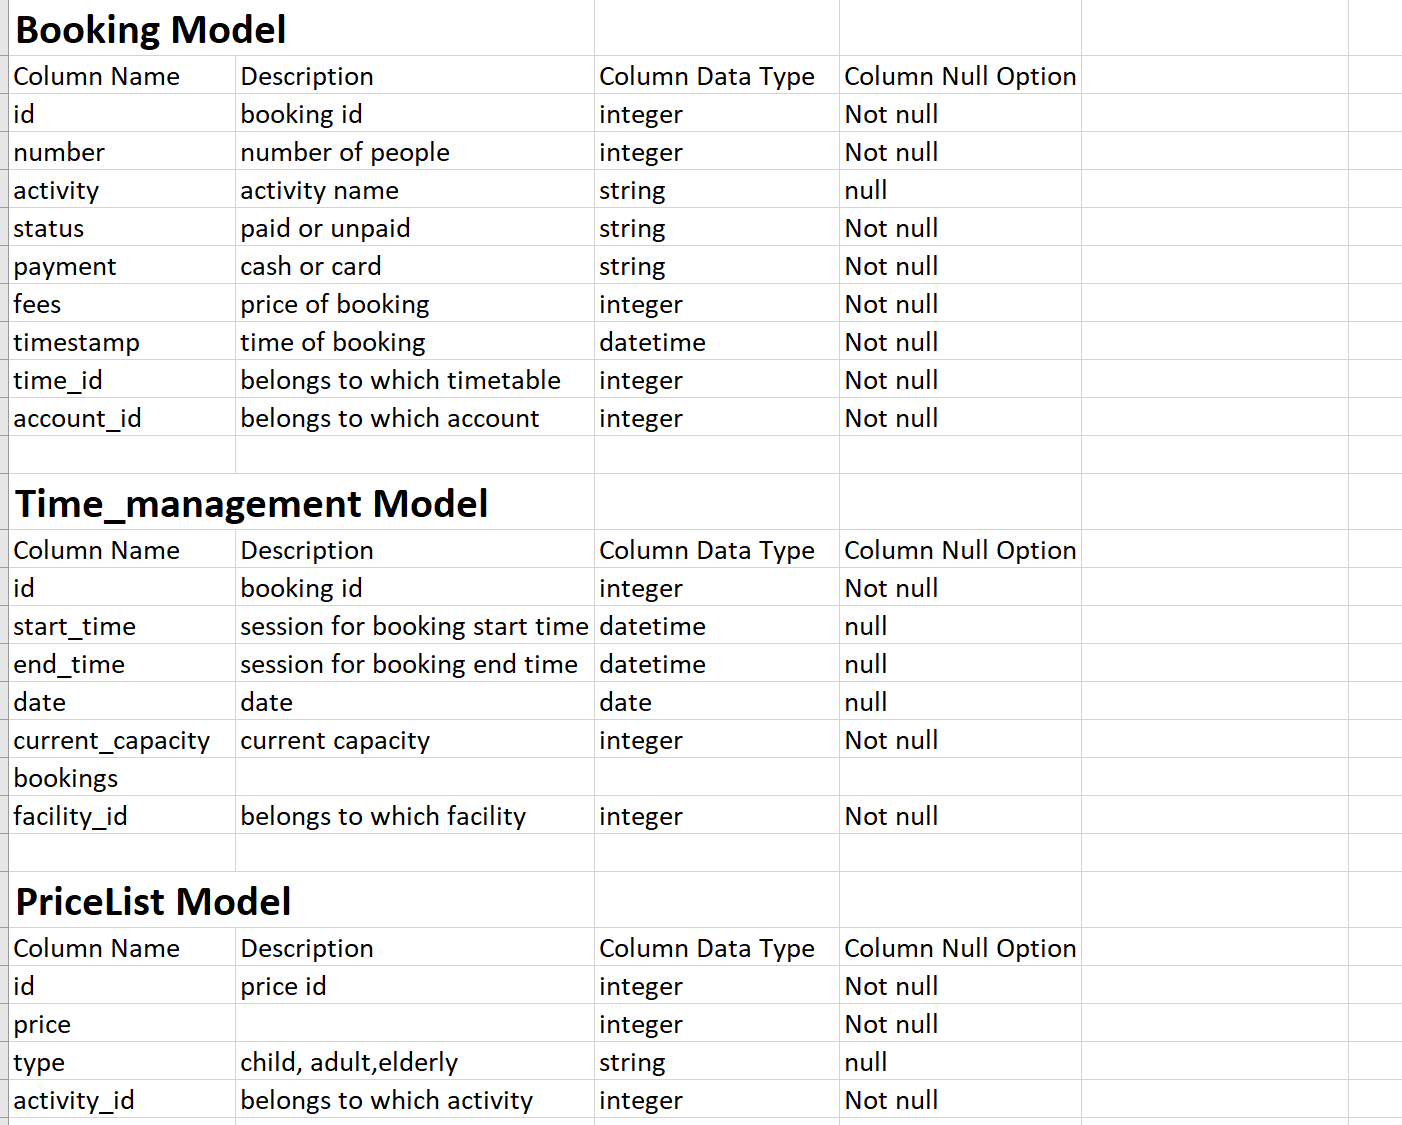 Booking Model
Column Name Description Column Data Type Column Null Option
id booking id integer Not null
number number of people integer Not null
activity activity name string null
status paid or unpaid string Not null
payment cash or card string Not null
fees price of booking integer Not null
timestamp time of booking datetime Not null
time_id belongs to which timetable integer Not null
account_id belongs to which account integer Not null
Time_management Model
Column Name Description Column Data Type Column Null Option
id booking id integer Not null
start_time session for booking start time datetime null
end_time session for booking end time datetime null
date date date null
current_capacity current capacity integer Not null
bookings
facility_id belongs to which facility integer Not null
PriceList Model
Column Name Description Column Data Type Column Null Option
id price id integer Not null
price integer Not null
type child, adult,elderly string null
activity_id belongs to which activity integer Not null